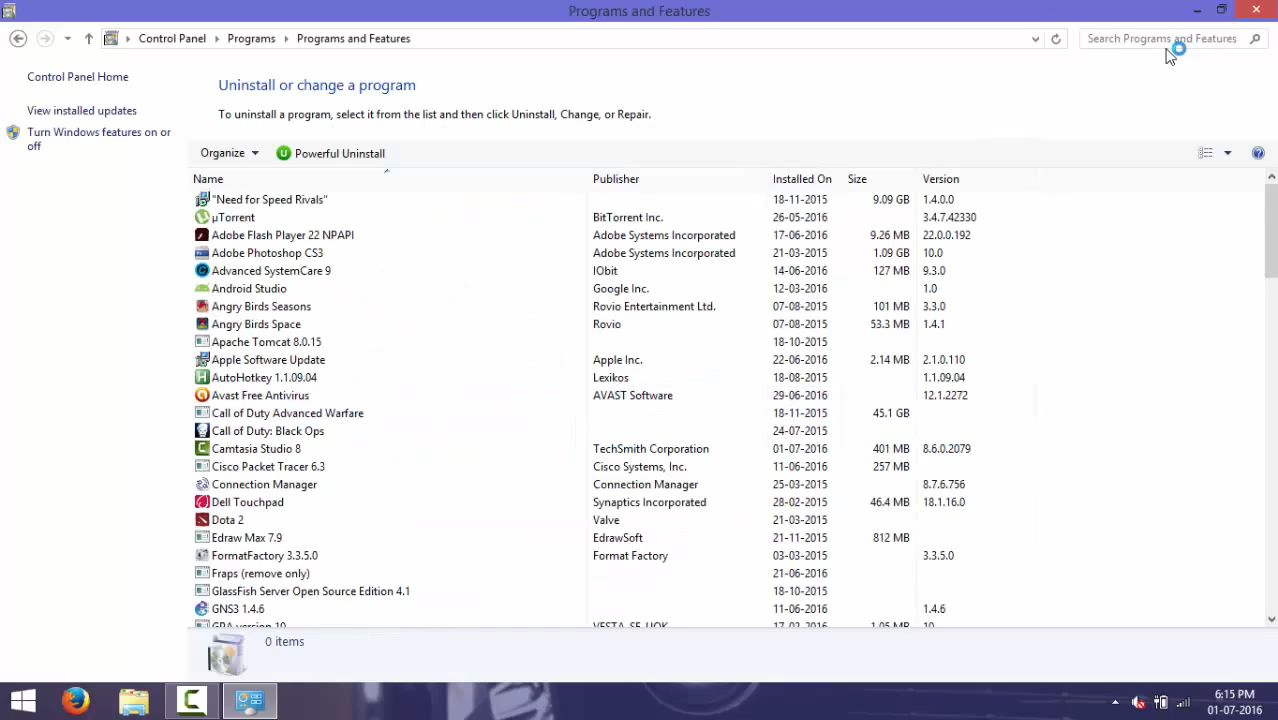 Programs and Features
Control Panel Programs Programs and Features
Search Programs and Features
Control Panel Home
View installed updates
Turn Windows features on or
off
Uninstall or change a program
To uninstall a program, select it from the list and then click Uninstall, Change, or Repair.
Organize Powerful Uninstall
Name Publisher Installed On Size Version
"Need for Speed Rivals" 18-11-2015 9.09 GB 1.4.0.0
µTorrent BitTorrent Inc. 26-05-2016 3.4.7.42330
Adobe Flash Player 22 NPAPI Adobe Systems Incorporated 17-06-2016 9.26 MB 22.0.0.192
Adobe Photoshop CS3 Adobe Systems Incorporated 21-03-2015 1.09 GB 10.0
Advanced SystemCare 9 IObit 14-06-2016 127 MB 9.3.0
Android Studio Google Inc. 12-03-2016 1.0
Angry Birds Seasons Rovio Entertainment Ltd. 07-08-2015 101 MB 3.3.0
Angry Birds Space Rovio 07-08-2015 53.3 MB 1.4.1
Apache Tomcat 8.0.15 18-10-2015
Apple Software Update Apple Inc. 22-06-2016 2.14 MB 2.1.0.110
AutoHotkey 1.1.09.04 Lexikos 18-08-2015 1.1.09.04
Avast Free Antivirus AVAST Software 29-06-2016 12.1.2272
Call of Duty Advanced Warfare 18-11-2015 45.1 GB
Call of Duty: Black Ops 24-07-2015
Camtasia Studio 8 TechSmith Corporation 01-07-2016 401 MB 8.6.0.2079
Cisco Packet Tracer 6.3 Cisco Systems, Inc. 11-06-2016 257 MB
Connection Manager Connection Manager 25-03-2015 8.7.6.756
Dell Touchpad Synaptics Incorporated 28-02-2015 46.4 MB 18.1.16.0
Dota 2 Valve 21-03-2015
Edraw Max 7.9 EdrawSoft 21-11-2015 812 MB
FormatFactory 3.3.5.0 Format Factory 03-03-2015 3.3.5.0
Fraps (remove only) 21-06-2016
GlassFish Server Open Source Edition 4.1 18-10-2015
GNS3 1.4.6 11-06-2016 1.4.6
GPA version 10 VESTA_SE_UOK 17-02-2016 1.05 MB 10
0 items
6:15 PM
01-07-2016